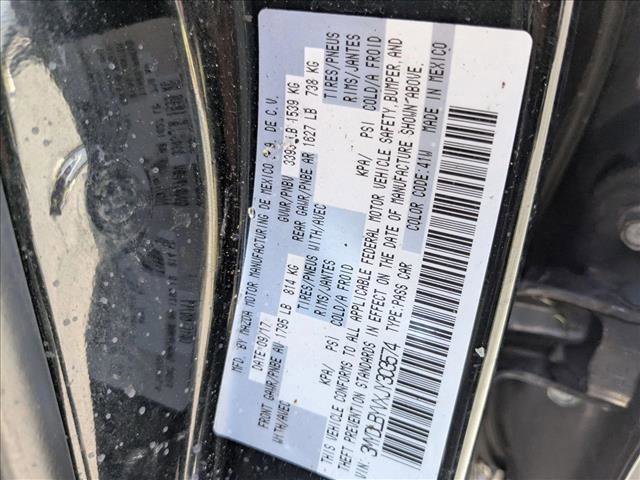 MFD. BY MAZDA MOTOR MANUFACTURING DE MEXICO DE C.V.
DATE:09/17 GVWR/PNBV LB 1539 KG
FRONT GAWR/PNBE AV 1795 LB 814 KG REAR GAWR/PNBE AR 1627 LB 738 KG
WITH/AVEC TIRES/PNEUS WITH/AVEC TIRES/PNEUS
RIMS/JANTES RIMS/JANTES
KPA/ PSI COLD/A FROID KPA/ PSI COLD/A FROID
THIS VEHICLE CONFORMS TO ALL APPLICABLE FEDERAL MOTOR VEHICLE SAFETY,BUMPER,AND
THEFT PREVENTION STANDARDS IN EFFECT ON THE DATE OF MANUFACTURE SHOWN ABOVE.
VIN: TYPE:PASS CAR COLOR CODE:41W MADE IN MEXICO